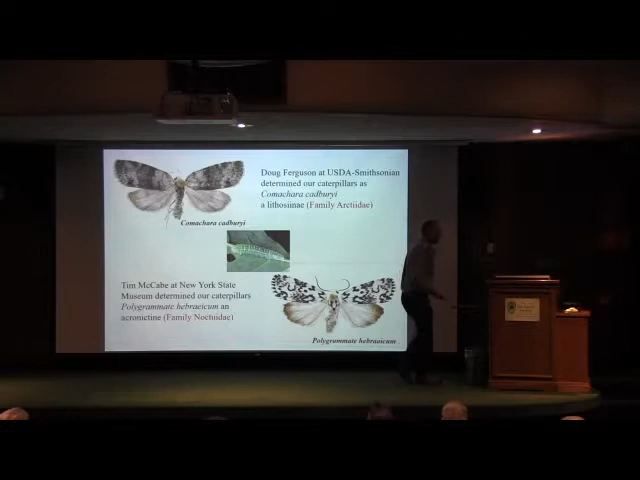 Doug Ferguson at USDA-Smithsonian
determined our caterpillars as
Comachara cadburyi
a lithosiinae (Family Arctiidae)
Comachara cadburyi
Tim McCabe at New York State
Museum determined our caterpillars
Polygrammate hebraeicum an
acronictine (Family Noctuidae)
Polygrammate hebraeicum